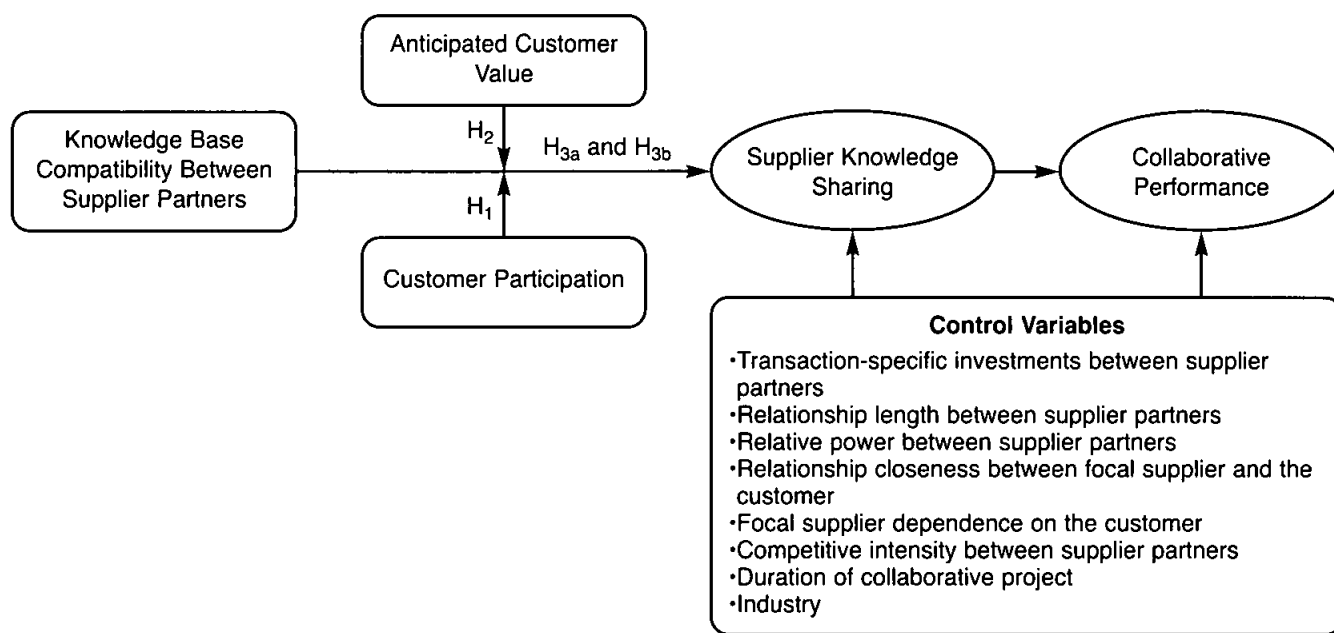 Anticipated Customer
Value
Knowledge Base
Compatibility Between
Supplier Partners
H2
H3a and H3b
Supplier Knowledge
Sharing
Collaborative
Performance
H1
Customer Participation
Control Variables
•Transaction-specific investments between supplier
partners
•Relationship length between supplier partners
•Relative power between supplier partners
•Relationship closeness between focal supplier and the
customer
•Focal supplier dependence on the customer
•Competitive intensity between supplier partners
•Duration of collaborative project
•Industry